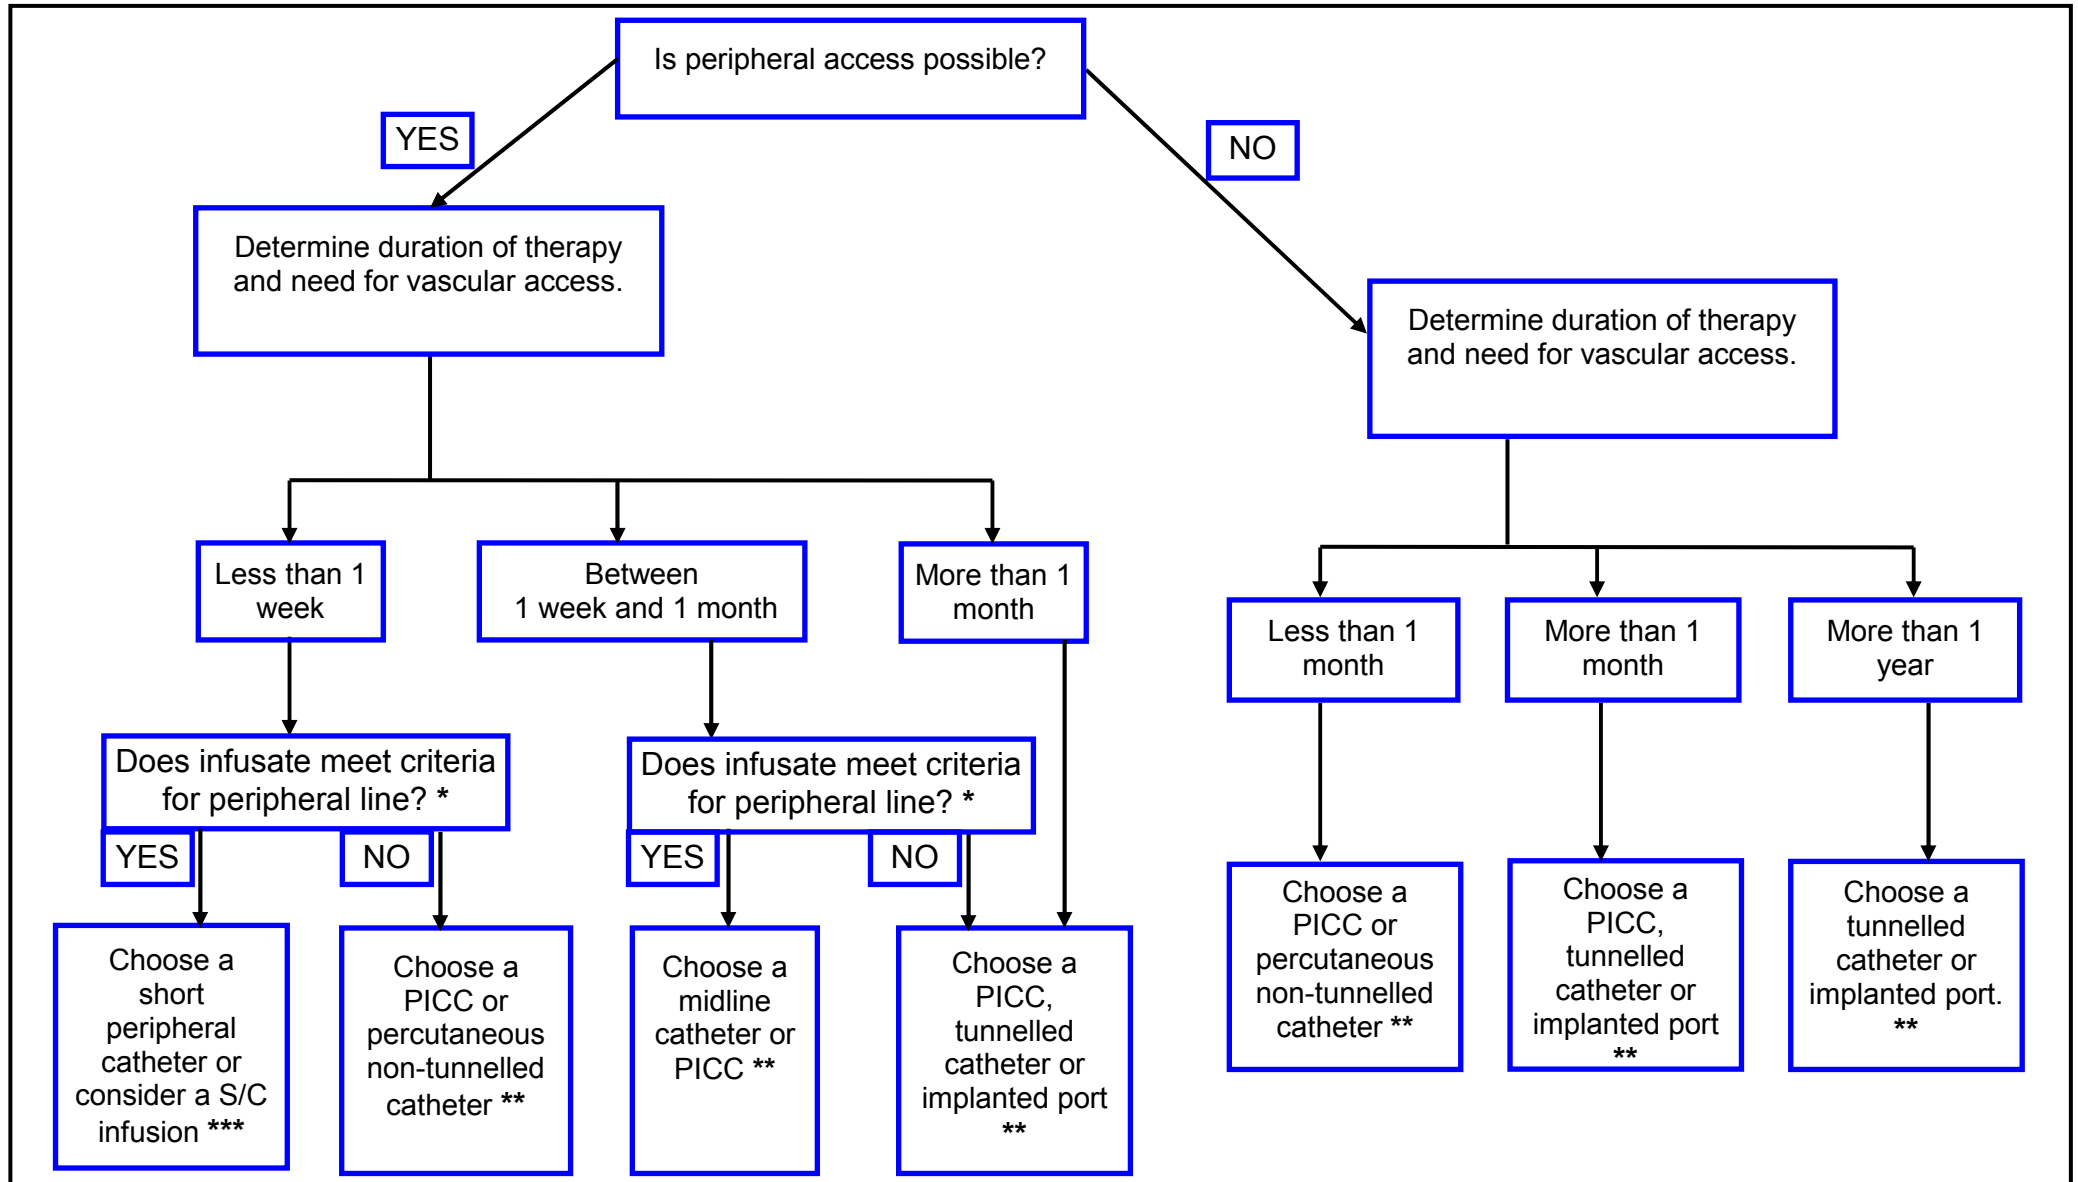 Is peripheral access possible?
YES
NO
Determine duration of therapy
and need for vascular access.
Determine duration of therapy
and need for vascular access.
Less than 1
week
Between
1 week and 1 month
More than 1
month
Less than 1
month
More than 1
month
More than 1
year
Does infusate meet criteria
for peripheral line? *
Does infusate meet criteria
for peripheral line? *
YES
NO
YES
NO
Choose a
short
peripheral
catheter or
consider a S/C
infusion ***
Choose a
PICC or
percutaneous
non-tunnelled
catheter **
Choose a
midline
catheter or
PICC **
Choose a
PICC,
tunnelled
catheter or
implanted port
**
Choose a
PICC or
percutaneous
non-tunnelled
catheter **
Choose a
PICC,
tunnelled
catheter or
implanted port
**
Choose a
tunnelled
catheter or
implanted port.
**